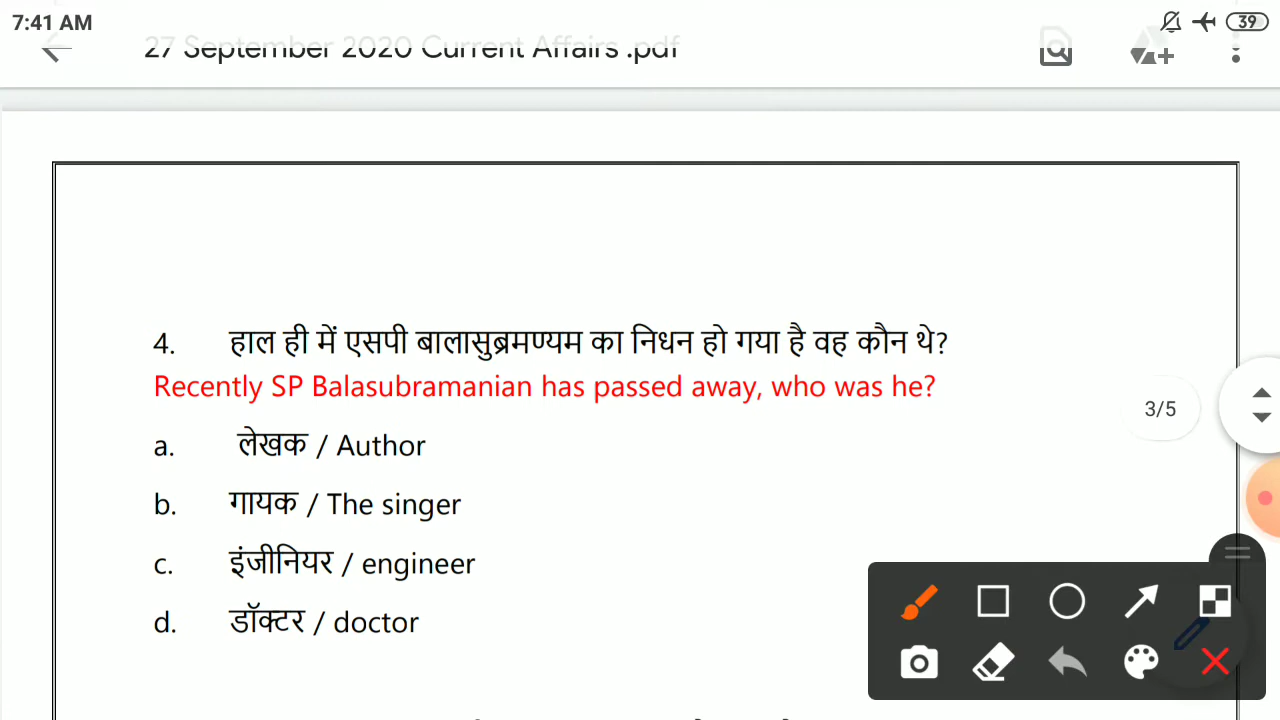 7:41 AM
39
27 September 2020 Current Affairs .pdf
4. हाल ही में एसपी बालासुब्रमण्यम का निधन हो गया है वह कौन थे?
Recently SP Balasubramanian has passed away, who was he?
3/5
a. लेखक / Author
b. गायक / The singer
c. इंजीनियर / engineer
d. डॉक्टर / doctor